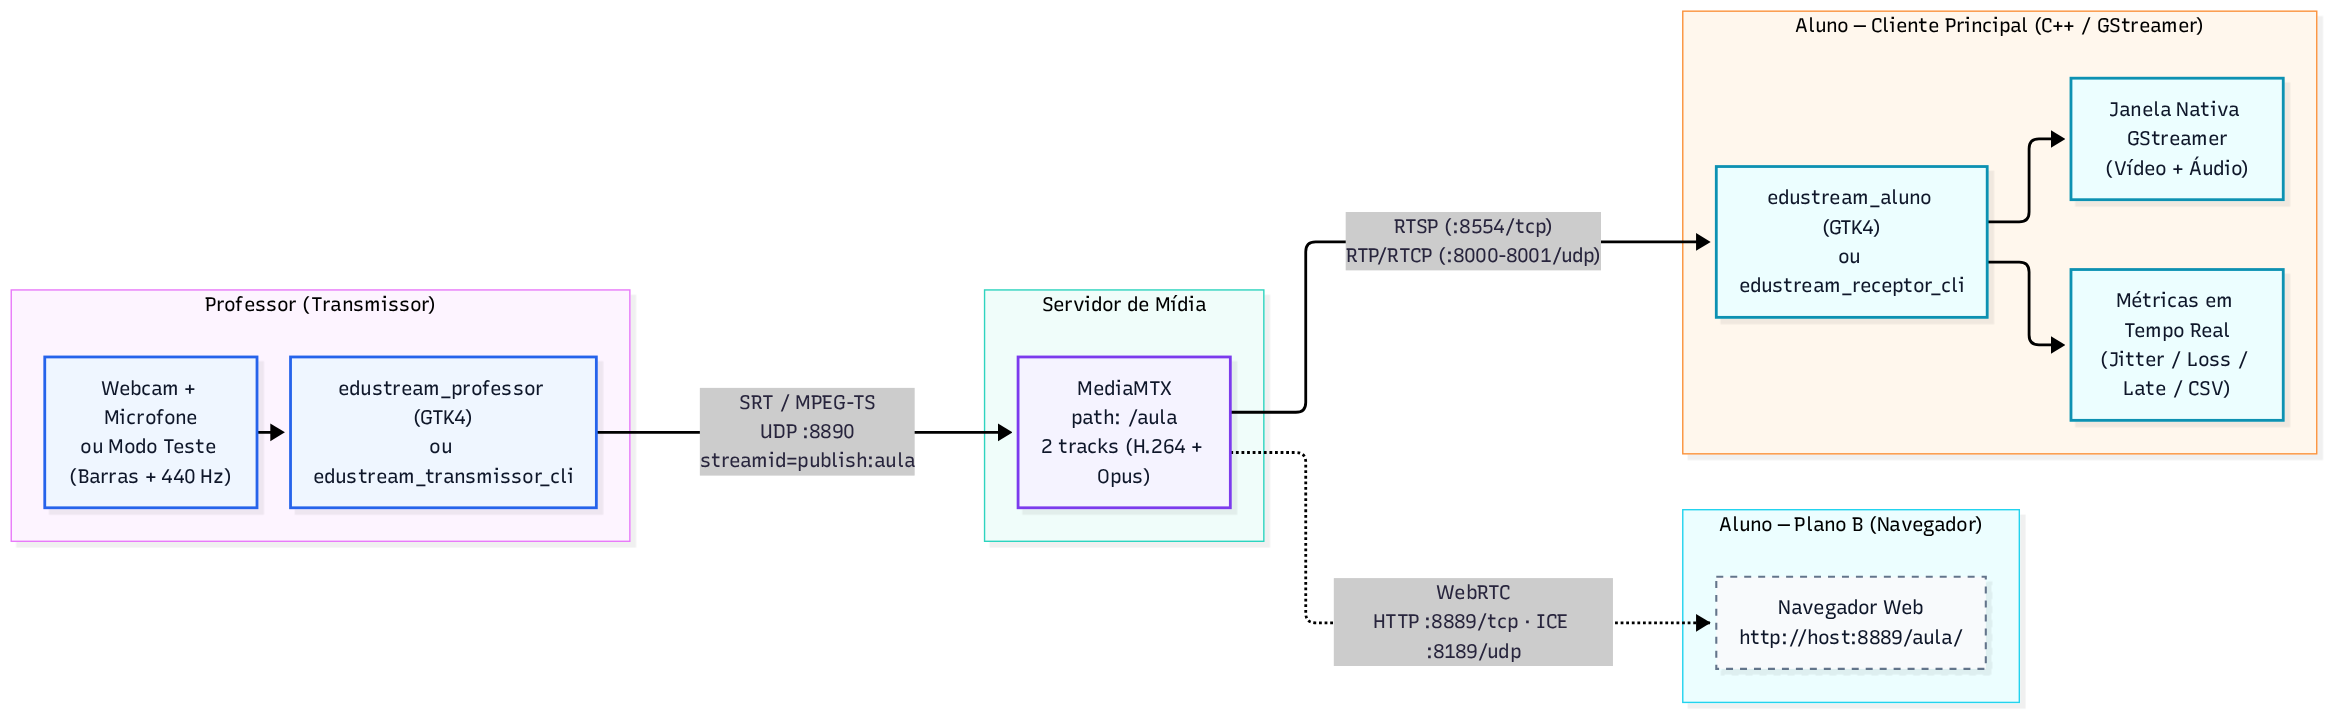 Professor (Transmissor)
Webcam +
Microfone
ou Modo Teste
(Barras + 440 Hz)
edustream_professor
(GTK4)
ou
edustream_transmissor_cli
SRT / MPEG-TS
UDP :8890
streamid=publish:aula
Servidor de Mídia
MediaMTX
path: /aula
2 tracks (H.264 +
Opus)
RTSP (:8554/tcp)
RTP/RTCP (:8000-8001/udp)
WebRTC
HTTP :8889/tcp · ICE
:8189/udp
Aluno – Cliente Principal (C++ / GStreamer)
edustream_aluno
(GTK4)
ou
edustream_receptor_cli
Janela Nativa
GStreamer
(Vídeo + Áudio)
Métricas em
Tempo Real
(Jitter / Loss /
Late / CSV)
Aluno – Plano B (Navegador)
Navegador Web
http://host:8889/aula/